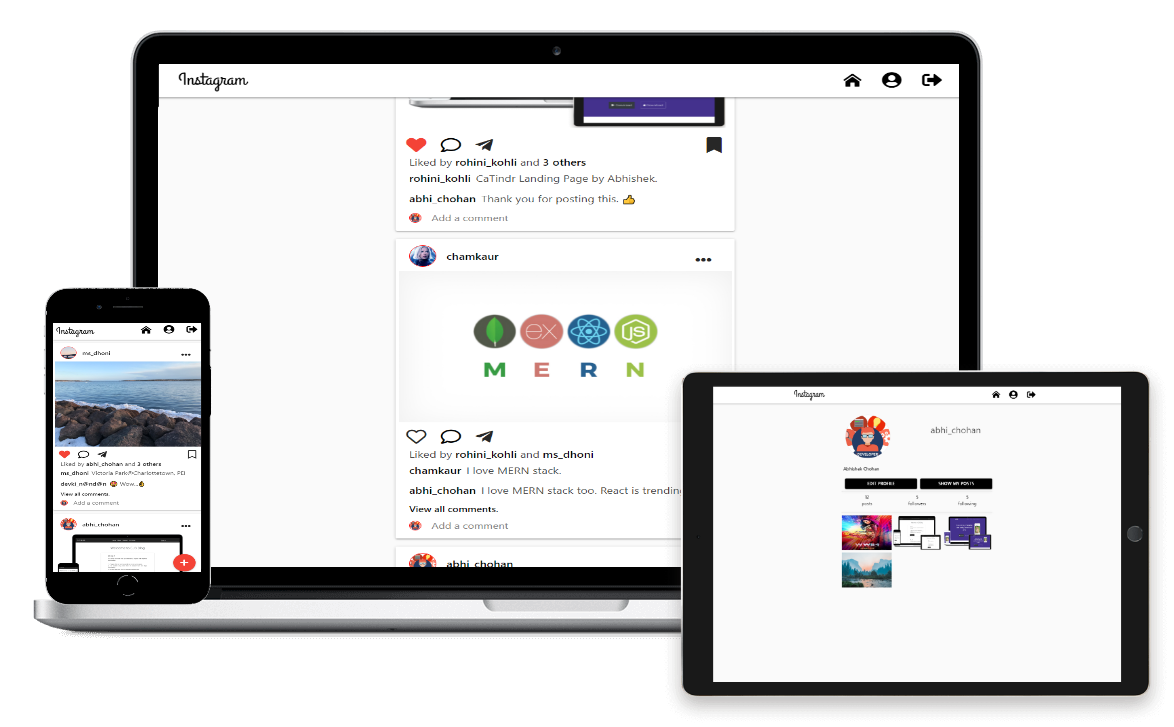 Instagram
Liked by rohini_kohli and 3 others
rohini_kohli CaTindr Landing Page by Abhishek.
abhi_chohan Thank you for posting this. 👍
Add a comment
chamkaur
ex
JS
M E R N
Liked by rohini_kohli and ms_dhoni
chamkaur I love MERN stack.
abhi_chohan I love MERN stack too. React is trending
View all comments.
Add a comment
abhi_chohan
Instagram
ms_dhoni
Liked by abhi_chohan and 3 others
ms_dhoni Victoria Park@Charlottetown, PEI
devki_n@nd@n 😍 Wow...👌
View all comments.
Add a comment
abhi_chohan
+
Instagram
abhi_chohan
DEVELOPER
Abhishek Chohan
EDIT PROFILE
SHOW MY POSTS
posts
5
followers
5
following